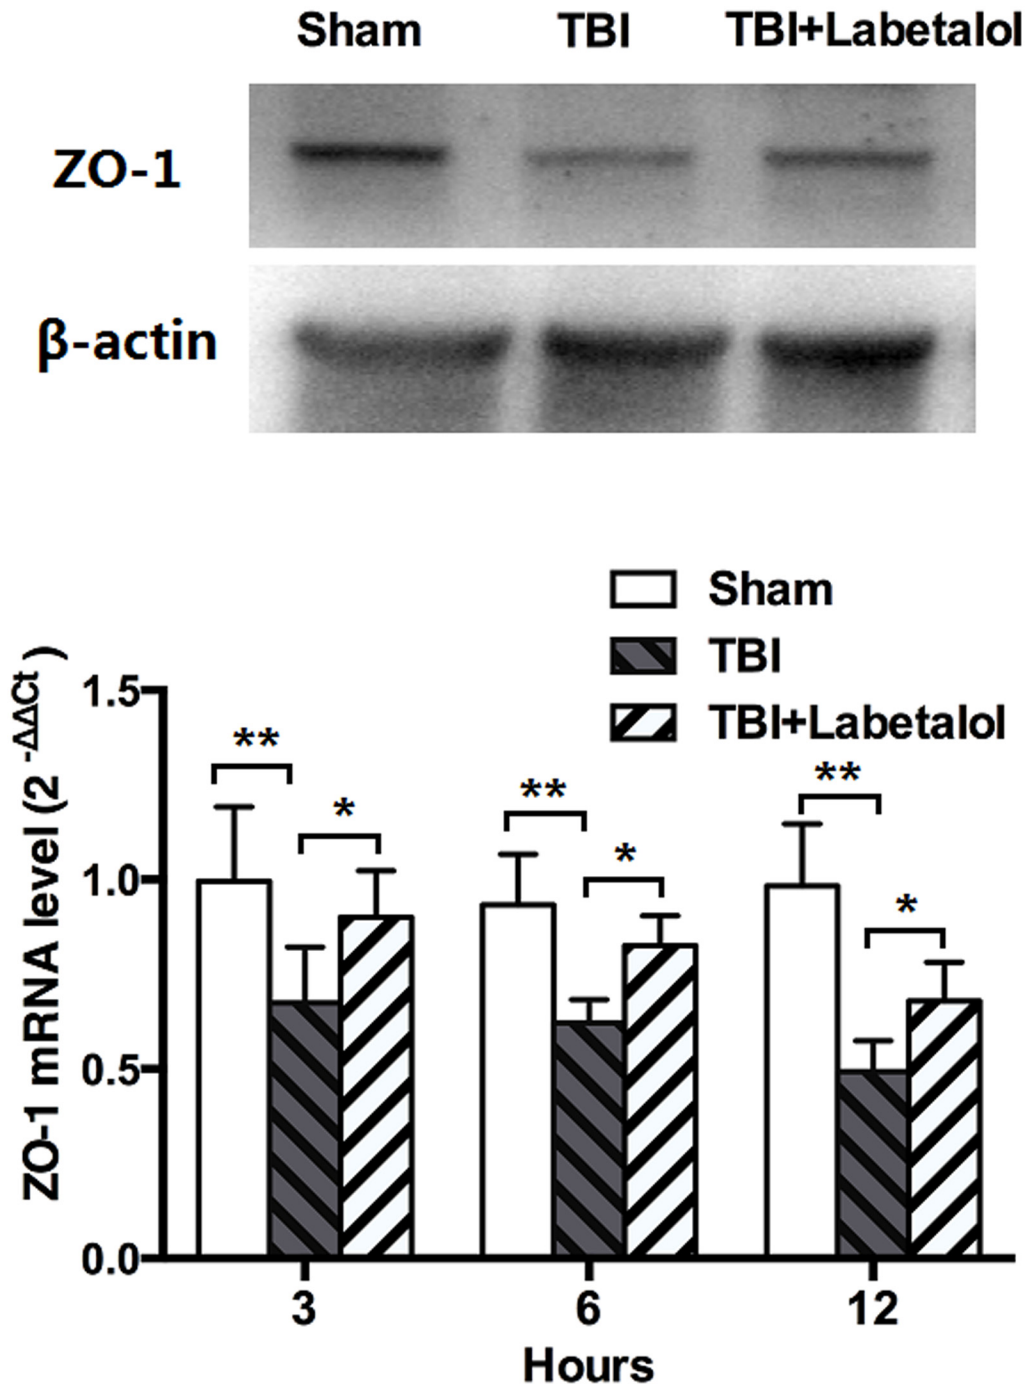 Sham TBI TBI+Labetalol
ZO-1
β-actin
Sham
TBI
TBI+Labetalol
ZO-1 mRNA level (2 -ΔΔCt )
1.5
1.0
0.5
0.0
** * ** * ** *
3 6 12
Hours